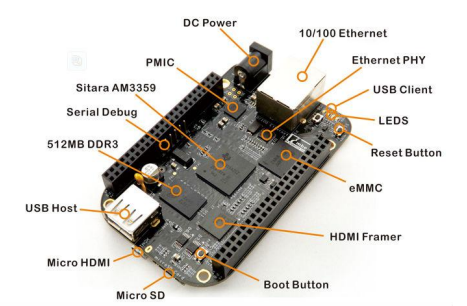 DC Power
10/100 Ethernet
PMIC
Ethernet PHY
Sitara AM3359
USB Client
Serial Debug
LEDS
512MB DDR3
Reset Button
eMMC
USB Host
HDMI Framer
Micro HDMI
Boot Button
Micro SD